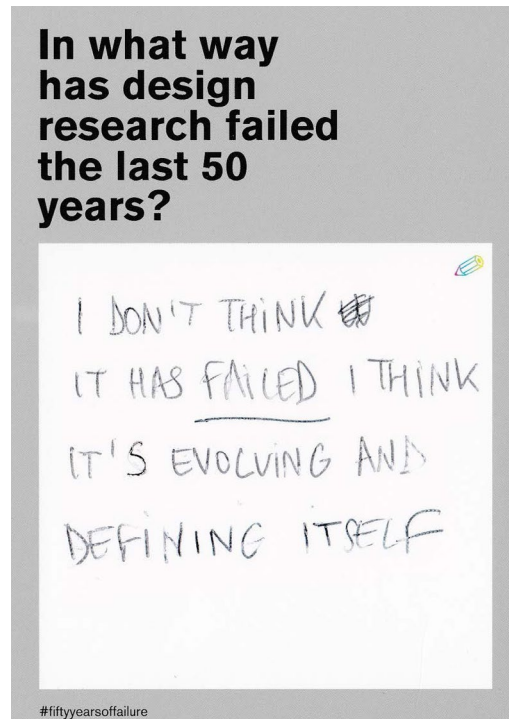 In what way
has design
research failed
the last 50
years?
I DON'T THINK
IT HAS FAILED I THINK
IT'S EVOLVING AND
DEFINING ITSELF
#fiftyyearsoffailure